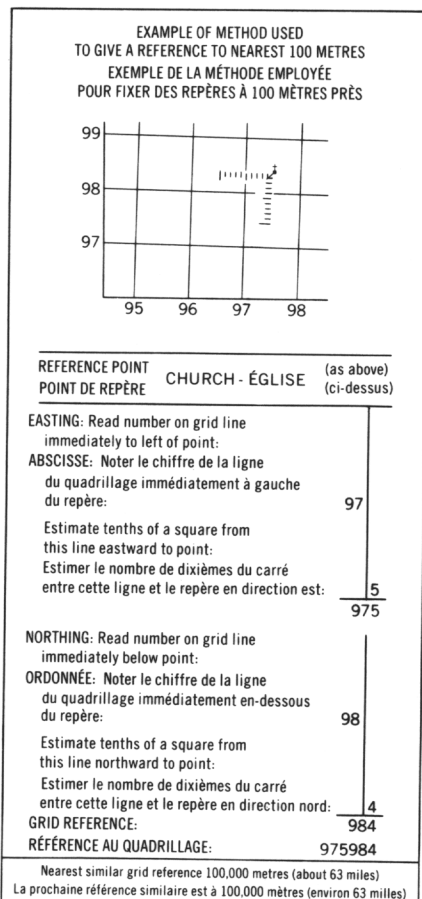 EXAMPLE OF METHOD USED
TO GIVE A REFERENCE TO NEAREST 100 METRES
EXEMPLE DE LA MÉTHODE EMPLOYÉE
POUR FIXER DES REPÈRES À 100 MÈTRES PRÈS
99
98
97
95 96 97 98
REFERENCE POINT
POINT DE REPÈRE
CHURCH - ÉGLISE
(as above)
(ci-dessus)
EASTING: Read number on grid line
immediately to left of point:
ABSCISSE: Noter le chiffre de la ligne
du quadrillage immédiatement à gauche
du repère: 97
Estimate tenths of a square from
this line eastward to point:
Estimer le nombre de dixièmes du carré
entre cette ligne et le repère en direction est: 5
975
NORTHING: Read number on grid line
immediately below point:
ORDONNÉE: Noter le chiffre de la ligne
du quadrillage immédiatement en-dessous
du repère: 98
Estimate tenths of a square from
this line northward to point:
Estimer le nombre de dixièmes du carré
entre cette ligne et le repère en direction nord: 4
GRID REFERENCE: 984
RÉFÉRENCE AU QUADRILLAGE: 975984
Nearest similar grid reference 100,000 metres (about 63 miles)
La prochaine référence similaire est à 100,000 mètres (environ 63 milles)